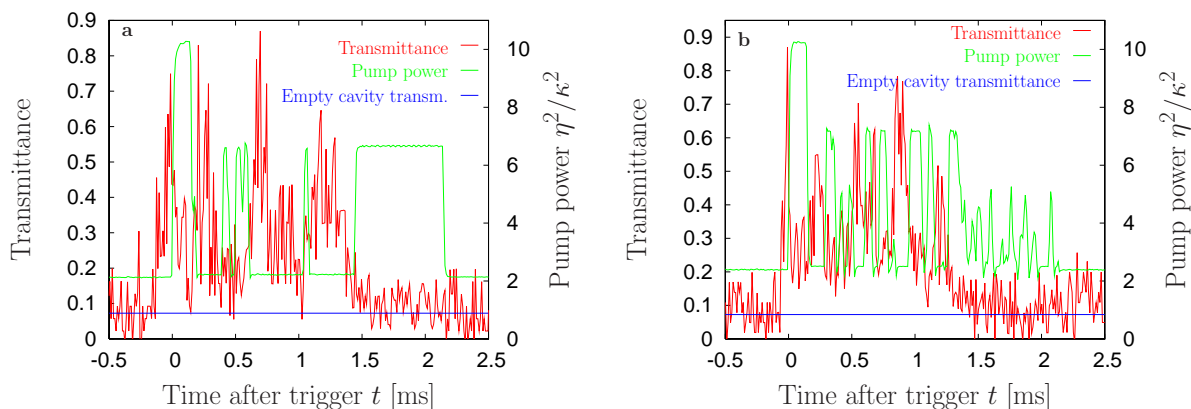 a
Transmittance
Pump power
Empty cavity transm.
Transmittance
0.9
0.8
0.7
0.6
0.5
0.4
0.3
0.2
0.1
0
10
8
6
4
2
0
Pump power η²/κ²
-0.5 0 0.5 1 1.5 2 2.5
Time after trigger t [ms]
b
Transmittance
Pump power
Empty cavity transmittance
Transmittance
0.9
0.8
0.7
0.6
0.5
0.4
0.3
0.2
0.1
0
10
8
6
4
2
0
Pump power η²/κ²
-0.5 0 0.5 1 1.5 2 2.5
Time after trigger t [ms]